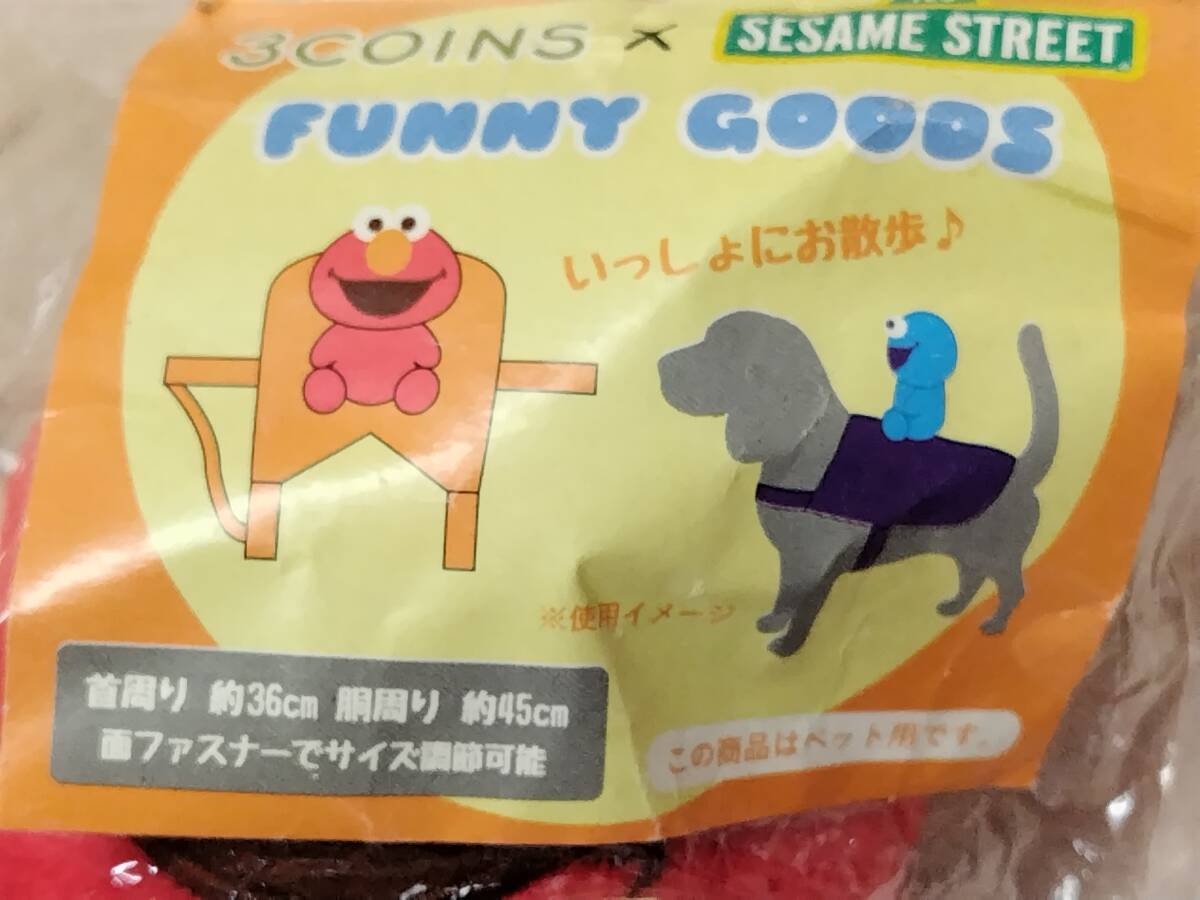 3COINS × SESAME STREET
FUNNY GOODS
いっしょにお散歩♪
※使用イメージ
首周り 約36cm 胴周り 約45cm
面ファスナーでサイズ調節可能
この商品はペット用です。